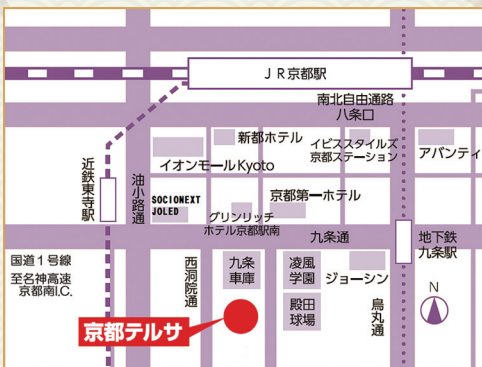 JR京都駅
南北自由通路
八条口
新都ホテル
イビススタイルズ
京都ステーション
アバンティ
イオンモールKyoto
近鉄東寺駅
油小路通
SOCIONEXT
JOLED
京都第一ホテル
グリンリッチ
ホテル京都駅南
九条通
地下鉄
九条駅
国道1号線
至名神高速
京都南I.C.
西洞院通
九条
車庫
凌風
学園
ジョーシン
殿田
球場
烏丸通
N
京都テルサ